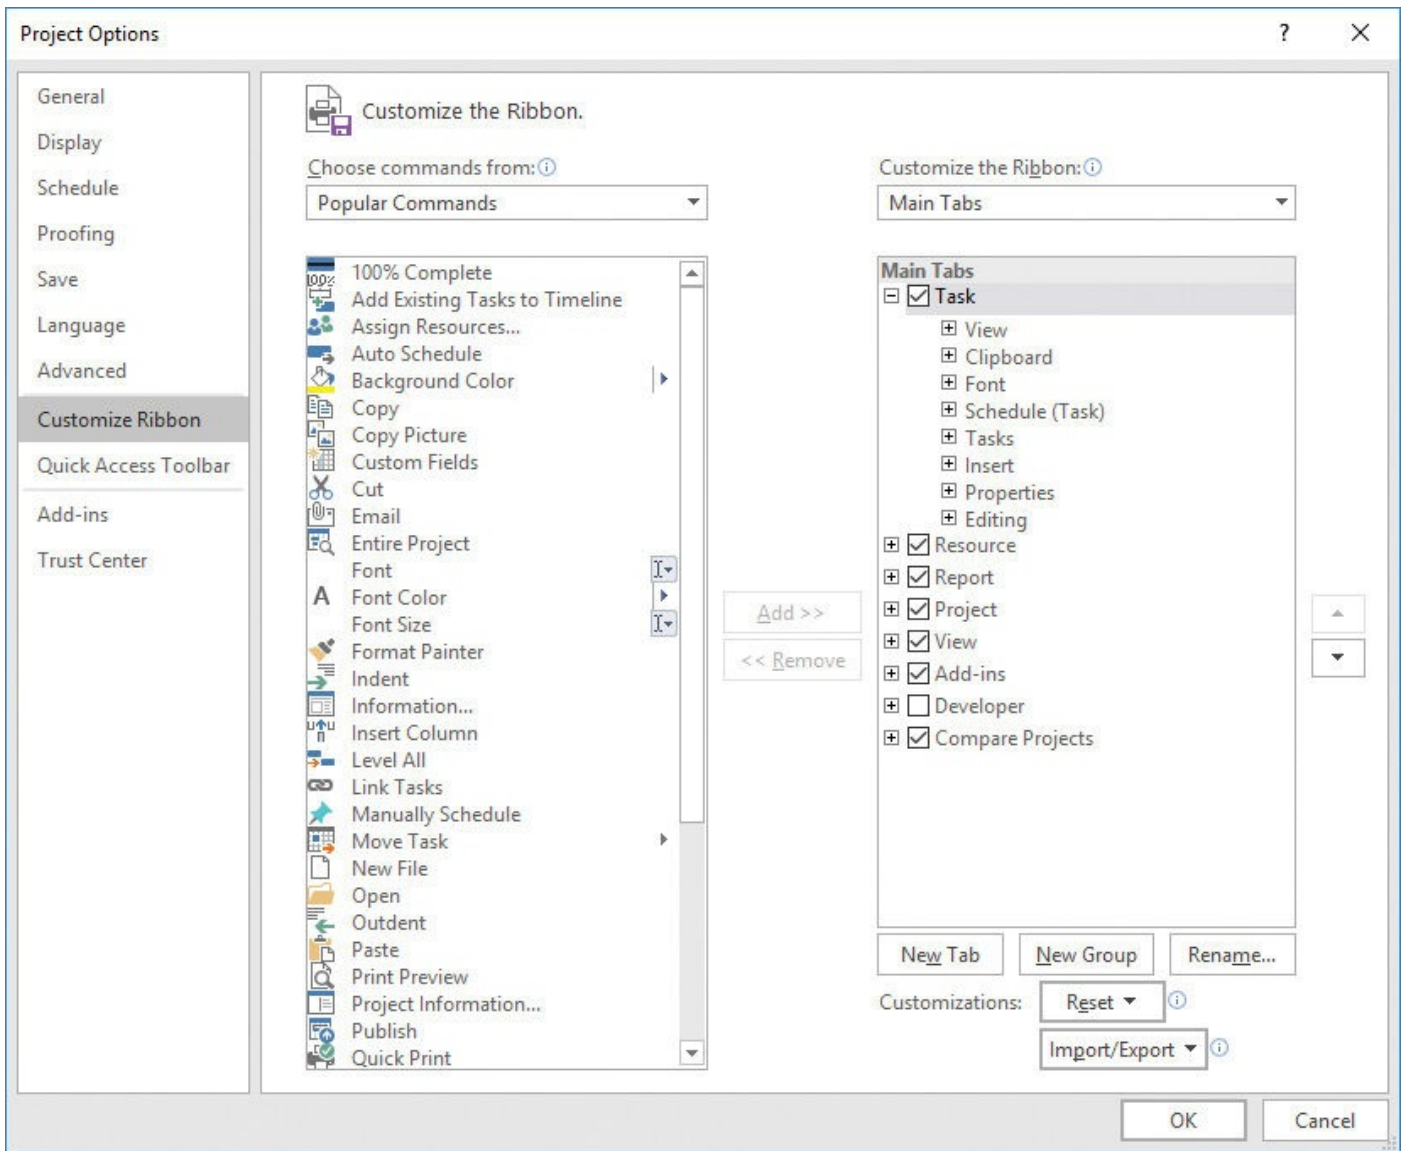 Project Options
?
General
Display
Schedule
Proofing
Save
Language
Advanced
Customize Ribbon
Quick Access Toolbar
Add-ins
Trust Center
Customize the Ribbon.
Choose commands from:
Popular Commands
100% Complete
Add Existing Tasks to Timeline
Assign Resources...
Auto Schedule
Background Color
Copy
Copy Picture
Custom Fields
Cut
Email
Entire Project
Font
Font Color
Font Size
Format Painter
Indent
Information...
Insert Column
Level All
Link Tasks
Manually Schedule
Move Task
New File
Open
Outdent
Paste
Print Preview
Project Information...
Publish
Quick Print
Add >>
<< Remove
Customize the Ribbon:
Main Tabs
Main Tabs
Task
View
Clipboard
Font
Schedule (Task)
Tasks
Insert
Properties
Editing
Resource
Report
Project
View
Add-ins
Developer
Compare Projects
New Tab
New Group
Rename...
Customizations:
Reset
Import/Export
OK
Cancel